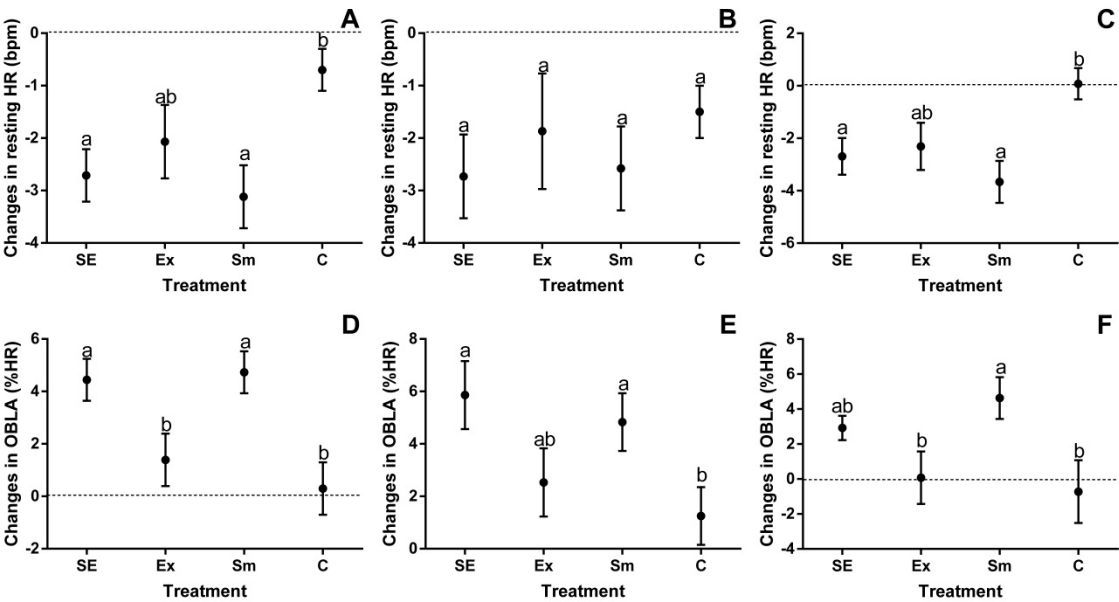 A
Changes in resting HR (bpm)
0
-1
-2
-3
-4
a
ab
a
b
SE Ex Sm C
Treatment
B
Changes in resting HR (bpm)
0
-1
-2
-3
-4
a
a
a
a
SE Ex Sm C
Treatment
C
Changes in resting HR (bpm)
2
0
-2
-4
-6
a
ab
a
b
SE Ex Sm C
Treatment
D
Changes in OBLA (%HR)
6
4
2
0
-2
a
b
a
b
SE Ex Sm C
Treatment
E
Changes in OBLA (%HR)
8
6
4
2
0
a
ab
a
b
SE Ex Sm C
Treatment
F
Changes in OBLA (%HR)
8
6
4
2
0
-2
-4
ab
b
a
b
SE Ex Sm C
Treatment